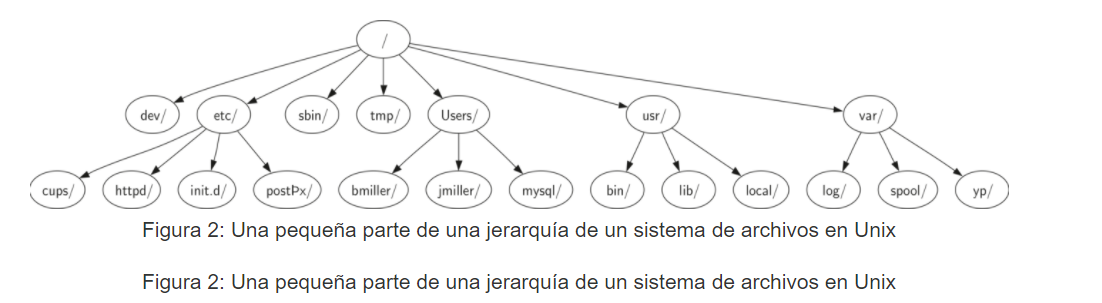 /
dev/ etc/ sbin/ tmp/ Users/ usr/ var/
cups/ httpd/ init.d/ postPx/ bmiller/ jmiller/ mysql/ bin/ lib/ local/ log/ spool/ yp/
Figura 2: Una pequeña parte de una jerarquía de un sistema de archivos en Unix
Figura 2: Una pequeña parte de una jerarquía de un sistema de archivos en Unix